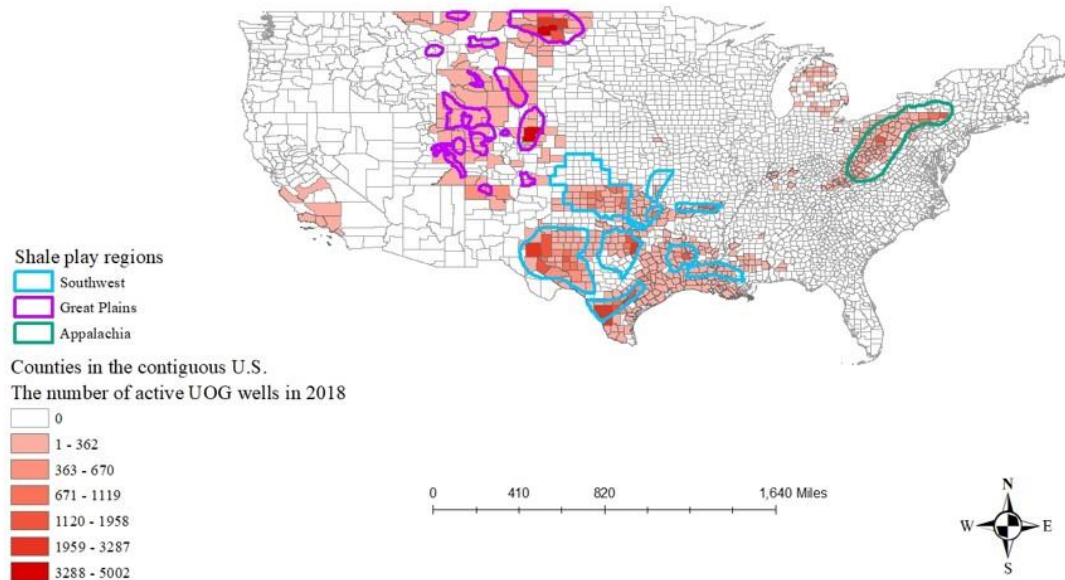 Shale play regions
Southwest
Great Plains
Appalachia
Counties in the contiguous U.S.
The number of active UOG wells in 2018
0
1 - 362
363 - 670
671 - 1119
1120 - 1958
1959 - 3287
3288 - 5002
0 410 820 1,640 Miles
N
W E
S